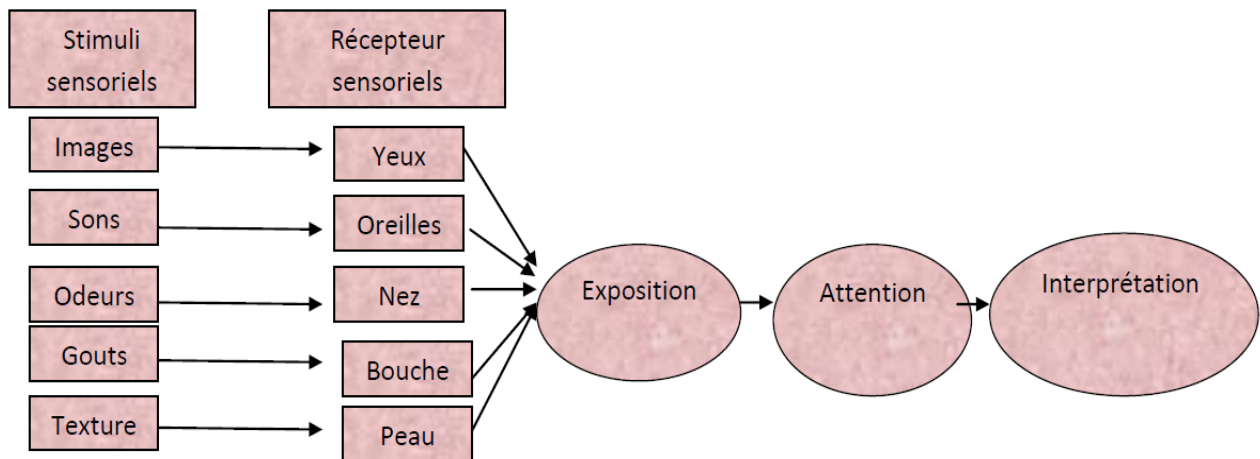 Stimuli
sensoriels
Récepteur
sensoriels
Images
Yeux
Sons
Oreilles
Odeurs
Nez
Gouts
Bouche
Texture
Peau
Exposition
Attention
Interprétation